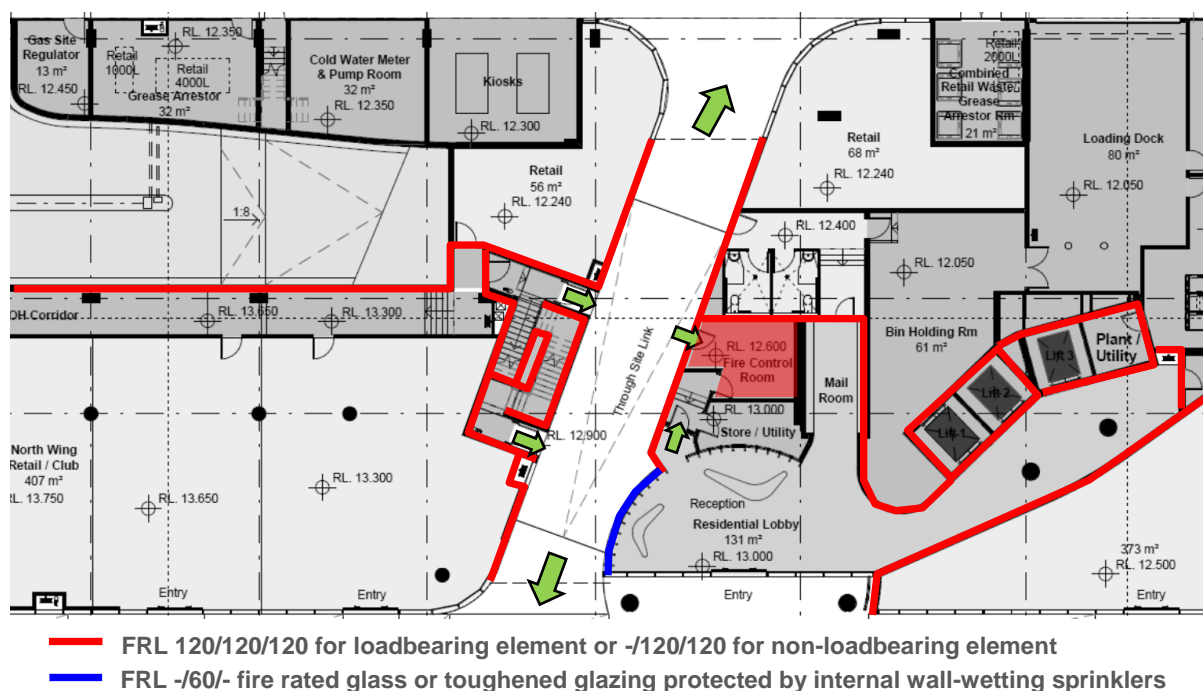 Gas Site
Regulator
13 m²
RL. 12.450
Retail
1000L
RL. 12.350
Retail
4000L
Grease Arrestor
32 m²
Cold Water Meter
& Pump Room
32 m²
RL. 12.350
Kiosks
RL. 12.300
Retail
56 m²
RL. 12.240
Retail
68 m²
RL. 12.240
Retail
2000L
Combined
Retail Waste/
Grease
Arrestor Rm
21 m²
Loading Dock
80 m²
RL. 12.050
1:8
RL. 12.400
RL. 12.050
OH Corridor
RL. 13.650
RL. 13.300
Through Site Link
RL. 12.600
Fire Control
Room
Bin Holding Rm
61 m²
Lift 3
Plant /
Utility
Lift 2
Lift 1
Mail
Room
RL. 13.000
Store / Utility
RL. 12.900
North Wing
Retail / Club
407 m²
RL. 13.750
RL. 13.650
RL. 13.300
Reception
Residential Lobby
131 m²
RL. 13.000
373 m²
RL. 12.500
Entry
Entry
Entry
Entry
FRL 120/120/120 for loadbearing element or -/120/120 for non-loadbearing element
FRL -/60/- fire rated glass or toughened glazing protected by internal wall-wetting sprinklers